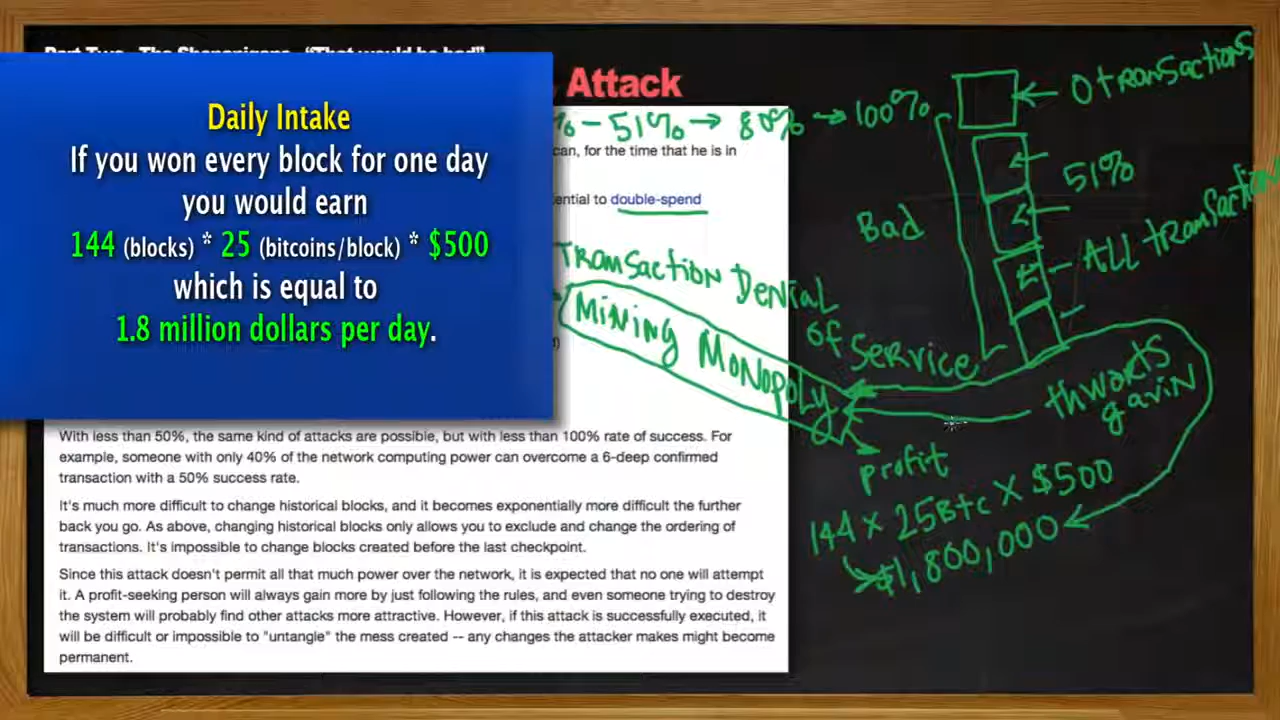 Part Two - The Shenanigans - "That would be bad"
Attack
Daily Intake
If you won every block for one day
you would earn
144 (blocks) * 25 (bitcoins/block) * $500
which is equal to
1.8 million dollars per day.
% - 51% → 80% → 100%
can, for the time that he is in
ential to double-spend
Transaction Denial
of Service
Mining Monopoly
With less than 50%, the same kind of attacks are possible, but with less than 100% rate of success. For
example, someone with only 40% of the network computing power can overcome a 6-deep confirmed
transaction with a 50% success rate.
It's much more difficult to change historical blocks, and it becomes exponentially more difficult the further
back you go. As above, changing historical blocks only allows you to exclude and change the ordering of
transactions. It's impossible to change blocks created before the last checkpoint.
Since this attack doesn't permit all that much power over the network, it is expected that no one will attempt
it. A profit-seeking person will always gain more by just following the rules, and even someone trying to destroy
the system will probably find other attacks more attractive. However, if this attack is successfully executed, it
will be difficult or impossible to "untangle" the mess created -- any changes the attacker makes might become
permanent.
0 transactions
51%
Bad
ALL transaction
thwarts
gavin
profit
144 x 25Btc X $500
$1,800,000